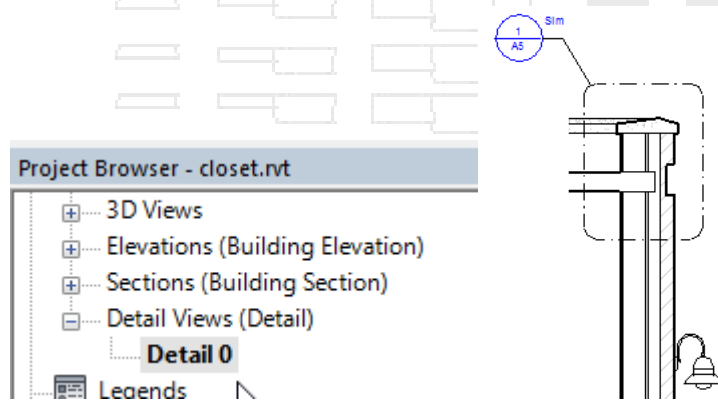 Sim
1
A5
Project Browser - closet.rvt
3D Views
Elevations (Building Elevation)
Sections (Building Section)
Detail Views (Detail)
Detail 0
Legends